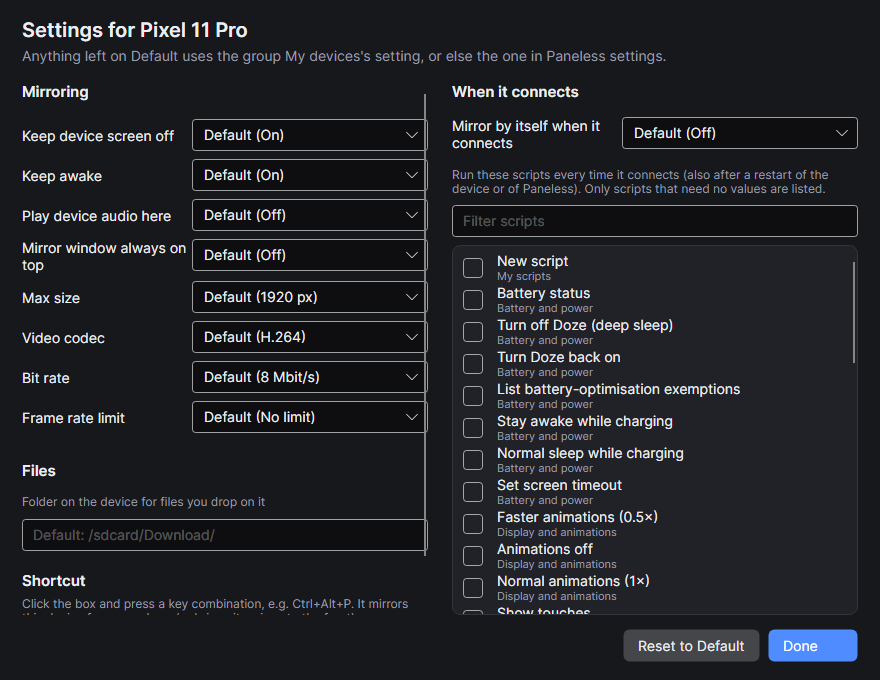 Settings for Pixel 11 Pro
Anything left on Default uses the group My devices's setting, or else the one in Paneless settings.
Mirroring
Keep device screen off
Default (On)
Keep awake
Default (On)
Play device audio here
Default (Off)
Mirror window always on
top
Default (Off)
Max size
Default (1920 px)
Video codec
Default (H.264)
Bit rate
Default (8 Mbit/s)
Frame rate limit
Default (No limit)
Files
Folder on the device for files you drop on it
Default: /sdcard/Download/
Shortcut
Click the box and press a key combination, e.g. Ctrl+Alt+P. It mirrors
When it connects
Mirror by itself when it
connects
Default (Off)
Run these scripts every time it connects (also after a restart of the
device or of Paneless). Only scripts that need no values are listed.
Filter scripts
New script
My scripts
Battery status
Battery and power
Turn off Doze (deep sleep)
Battery and power
Turn Doze back on
Battery and power
List battery-optimisation exemptions
Battery and power
Stay awake while charging
Battery and power
Normal sleep while charging
Battery and power
Set screen timeout
Battery and power
Faster animations (0.5×)
Display and animations
Animations off
Display and animations
Normal animations (1×)
Display and animations
Show touches
Reset to Default
Done